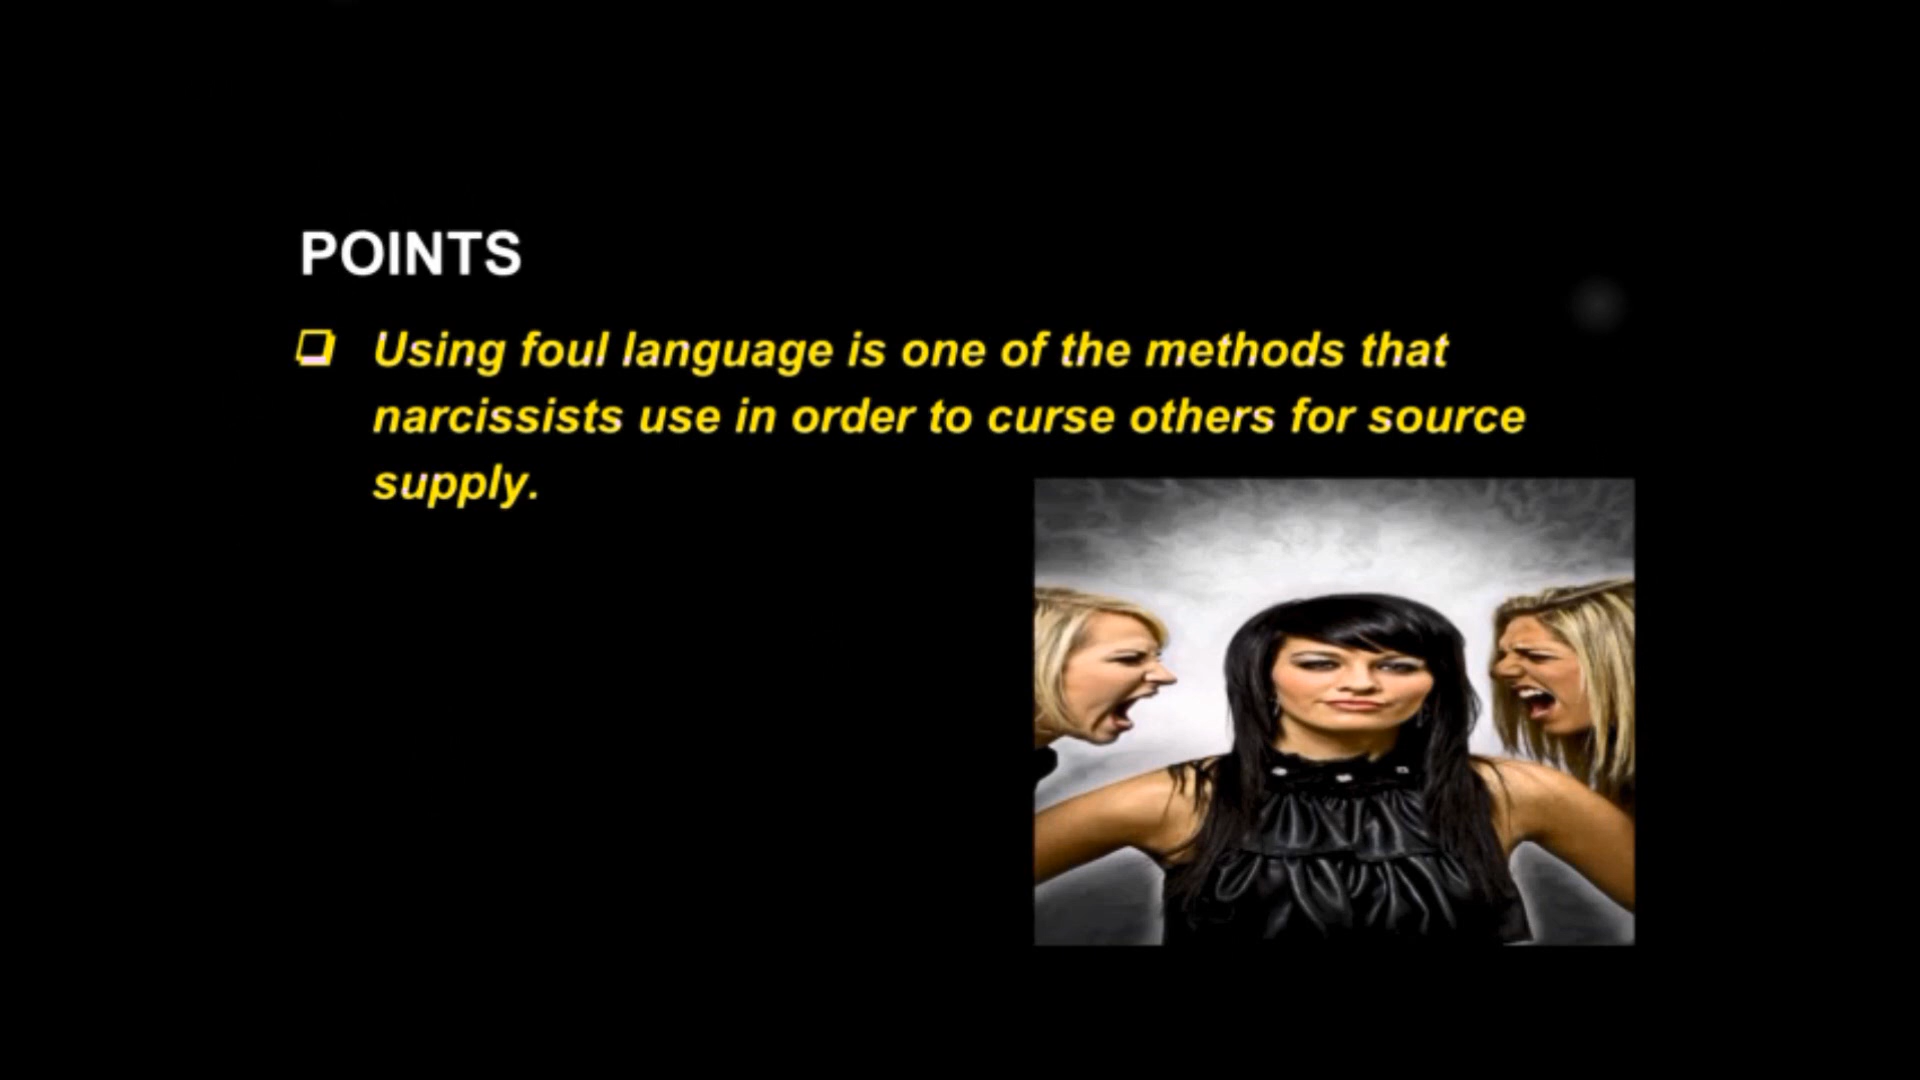 POINTS
Using foul language is one of the methods that
narcissists use in order to curse others for source
supply.